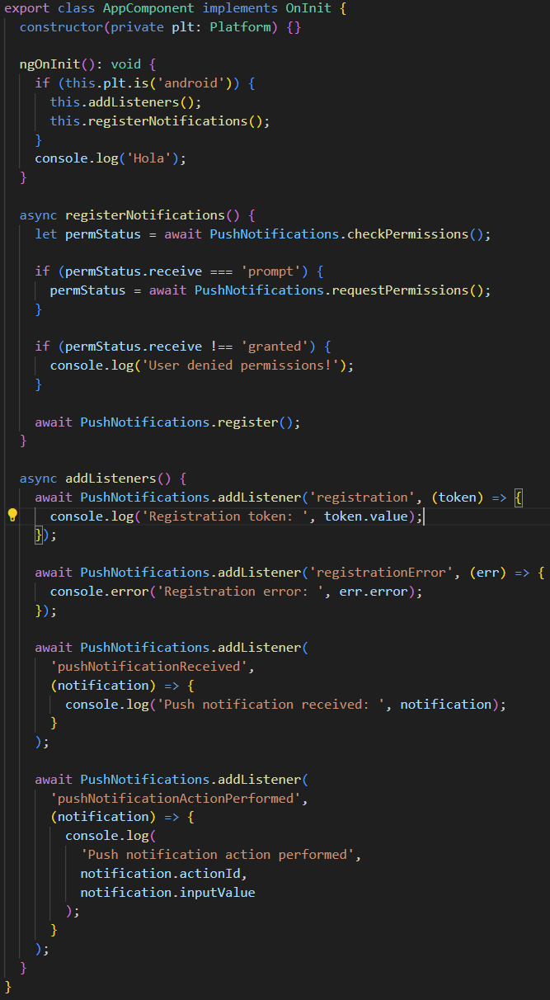 export class AppComponent implements OnInit {
  constructor(private plt: Platform) {}

  ngOnInit(): void {
    if (this.plt.is('android')) {
      this.addListeners();
      this.registerNotifications();
    }
    console.log('Hola');
  }

  async registerNotifications() {
    let permStatus = await PushNotifications.checkPermissions();

    if (permStatus.receive === 'prompt') {
      permStatus = await PushNotifications.requestPermissions();
    }

    if (permStatus.receive !== 'granted') {
      console.log('User denied permissions!');
    }

    await PushNotifications.register();
  }

  async addListeners() {
    await PushNotifications.addListener('registration', (token) => {
      console.log('Registration token: ', token.value);
    });

    await PushNotifications.addListener('registrationError', (err) => {
      console.error('Registration error: ', err.error);
    });

    await PushNotifications.addListener(
      'pushNotificationReceived',
      (notification) => {
        console.log('Push notification received: ', notification);
      }
    );

    await PushNotifications.addListener(
      'pushNotificationActionPerformed',
      (notification) => {
        console.log(
          'Push notification action performed',
          notification.actionId,
          notification.inputValue
        );
      }
    );
  }
}